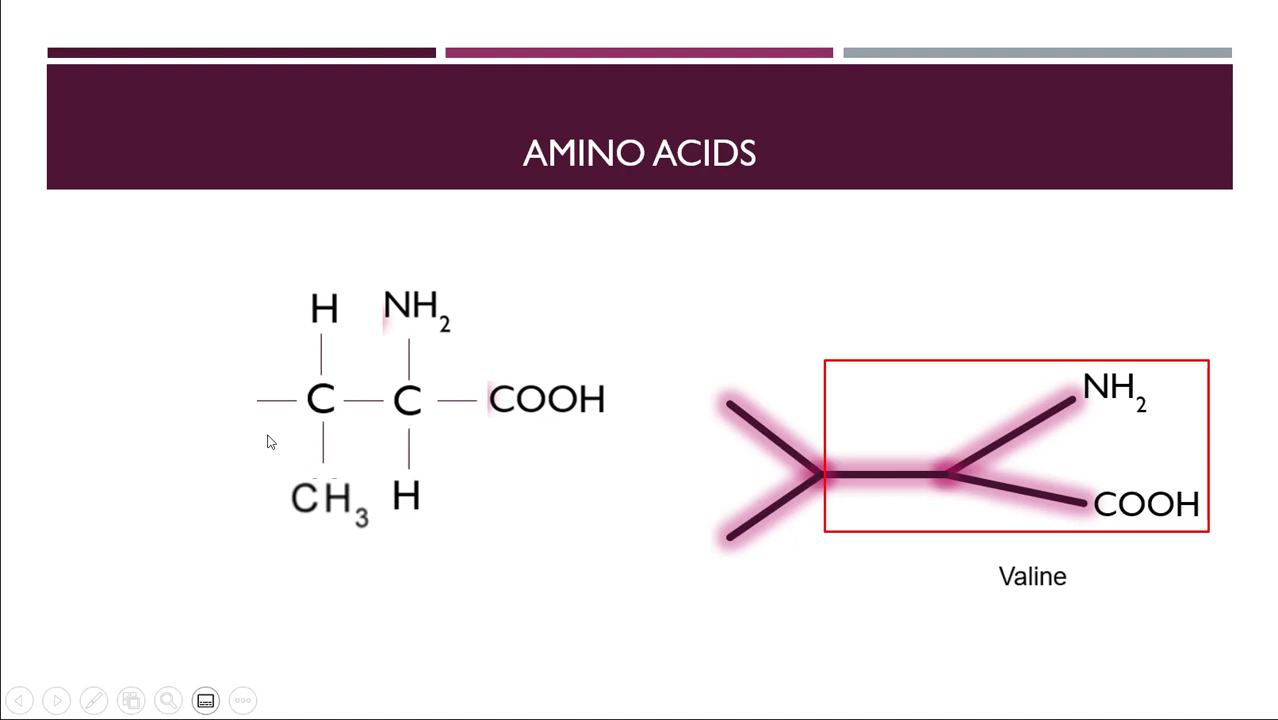 AMINO ACIDS
H NH2
C C COOH
CH3 H
NH2
COOH
Valine